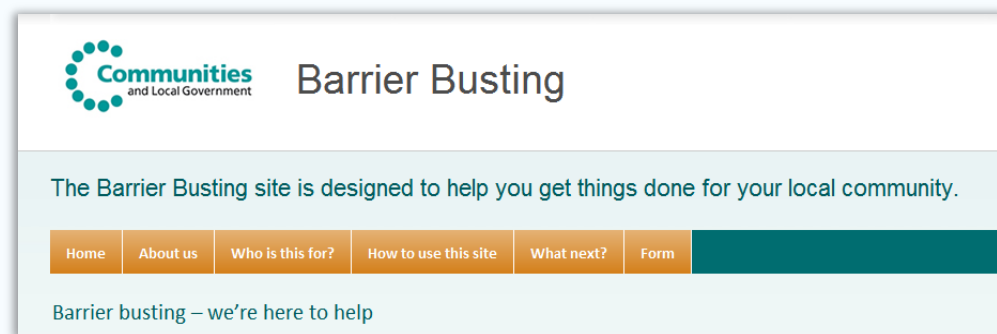 Communities
and Local Government
Barrier Busting
The Barrier Busting site is designed to help you get things done for your local community.
Home About us Who is this for? How to use this site What next? Form
Barrier busting – we’re here to help